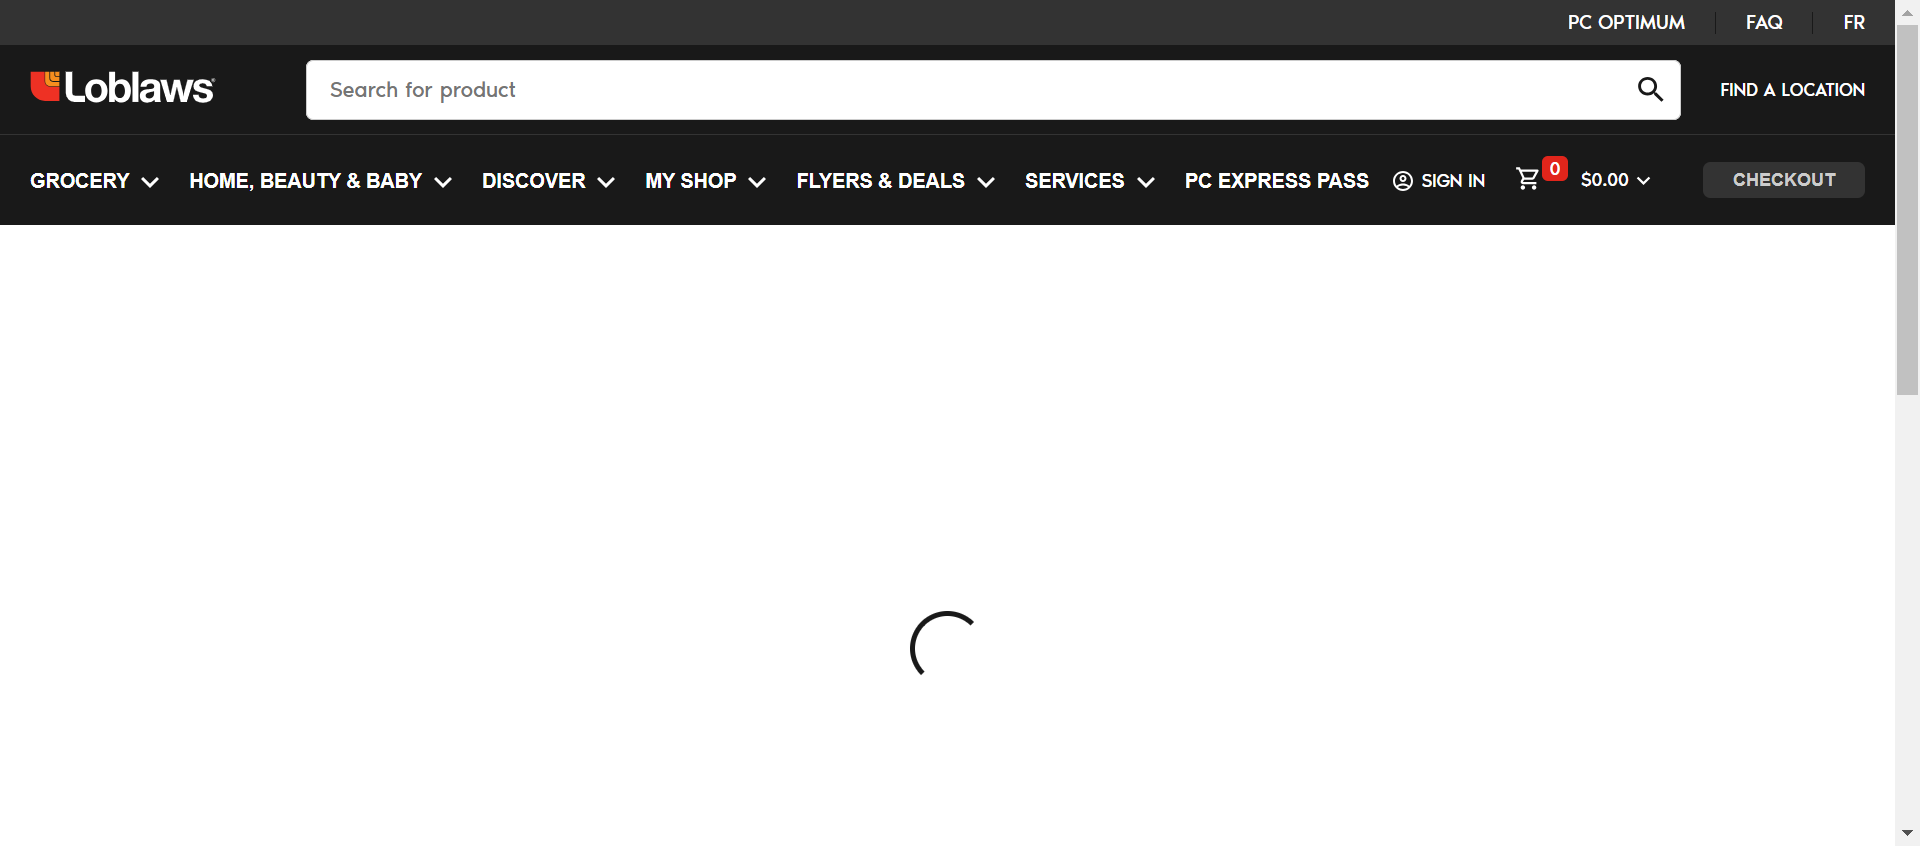 PC OPTIMUM FAQ FR
Loblaws® Search for product FIND A LOCATION
GROCERY HOME, BEAUTY & BABY DISCOVER MY SHOP FLYERS & DEALS SERVICES PC EXPRESS PASS SIGN IN 0 $0.00 CHECKOUT